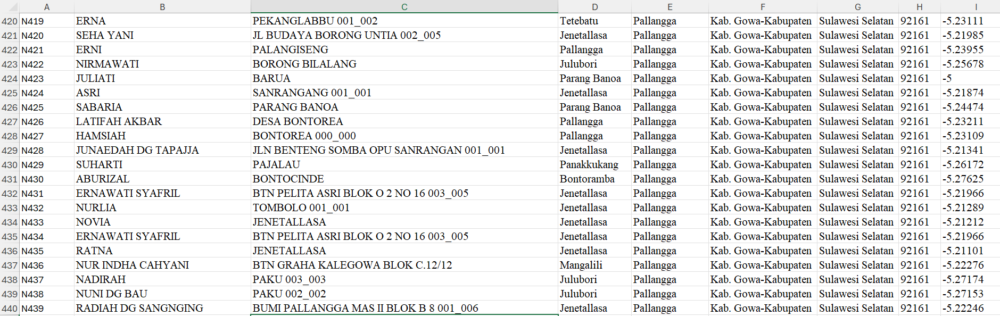 A B C D E F G H I
420 N419 ERNA PEKANGLABBU 001_002 Tetebatu Pallangga Kab. Gowa-Kabupaten Sulawesi Selatan 92161 -5.23111
421 N420 SEHA YANI JL BUDAYA BORONG UNTIA 002_005 Jenetallasa Pallangga Kab. Gowa-Kabupaten Sulawesi Selatan 92161 -5.21985
422 N421 ERNI PALANGISENG Pallangga Pallangga Kab. Gowa-Kabupaten Sulawesi Selatan 92161 -5.23955
423 N422 NIRMAWATI BORONG BILALANG Julubori Pallangga Kab. Gowa-Kabupaten Sulawesi Selatan 92161 -5.25678
424 N423 JULIATI BARUA Parang Banoa Pallangga Kab. Gowa-Kabupaten Sulawesi Selatan 92161 -5
425 N424 ASRI SANRANGANG 001_001 Jenetallasa Pallangga Kab. Gowa-Kabupaten Sulawesi Selatan 92161 -5.21874
426 N425 SABARIA PARANG BANOA Parang Banoa Pallangga Kab. Gowa-Kabupaten Sulawesi Selatan 92161 -5.24474
427 N426 LATIFAH AKBAR DESA BONTOREA Pallangga Pallangga Kab. Gowa-Kabupaten Sulawesi Selatan 92161 -5.23211
428 N427 HAMSIAH BONTOREA 000_000 Pallangga Pallangga Kab. Gowa-Kabupaten Sulawesi Selatan 92161 -5.23109
429 N428 JUNAEDAH DG TAPAJJA JLN BENTENG SOMBA OPU SANRANGAN 001_001 Jenetallasa Pallangga Kab. Gowa-Kabupaten Sulawesi Selatan 92161 -5.21341
430 N429 SUHARTI PAJALAU Panakkukang Pallangga Kab. Gowa-Kabupaten Sulawesi Selatan 92161 -5.26172
431 N430 ABURIZAL BONTOCINDE Bontoramba Pallangga Kab. Gowa-Kabupaten Sulawesi Selatan 92161 -5.27625
432 N431 ERNAWATI SYAFRIL BTN PELITA ASRI BLOK O 2 NO 16 003_005 Jenetallasa Pallangga Kab. Gowa-Kabupaten Sulawesi Selatan 92161 -5.21966
433 N432 NURLIA TOMBOLO 001_001 Jenetallasa Pallangga Kab. Gowa-Kabupaten Sulawesi Selatan 92161 -5.21289
434 N433 NOVIA JENETALLASA Jenetallasa Pallangga Kab. Gowa-Kabupaten Sulawesi Selatan 92161 -5.21212
435 N434 ERNAWATI SYAFRIL BTN PELITA ASRI BLOK O 2 NO 16 003_005 Jenetallasa Pallangga Kab. Gowa-Kabupaten Sulawesi Selatan 92161 -5.21966
436 N435 RATNA JENETALLASA Jenetallasa Pallangga Kab. Gowa-Kabupaten Sulawesi Selatan 92161 -5.21101
437 N436 NUR INDHA CAHYANI BTN GRAHA KALEGOWA BLOK C.12/12 Mangalili Pallangga Kab. Gowa-Kabupaten Sulawesi Selatan 92161 -5.22276
438 N437 NADIRAH PAKU 003_003 Julubori Pallangga Kab. Gowa-Kabupaten Sulawesi Selatan 92161 -5.27174
439 N438 NUNI DG BAU PAKU 002_002 Julubori Pallangga Kab. Gowa-Kabupaten Sulawesi Selatan 92161 -5.27153
440 N439 RADIAH DG SANGNGING BUMI PALLANGGA MAS II BLOK B 8 001_006 Jenetallasa Pallangga Kab. Gowa-Kabupaten Sulawesi Selatan 92161 -5.22246